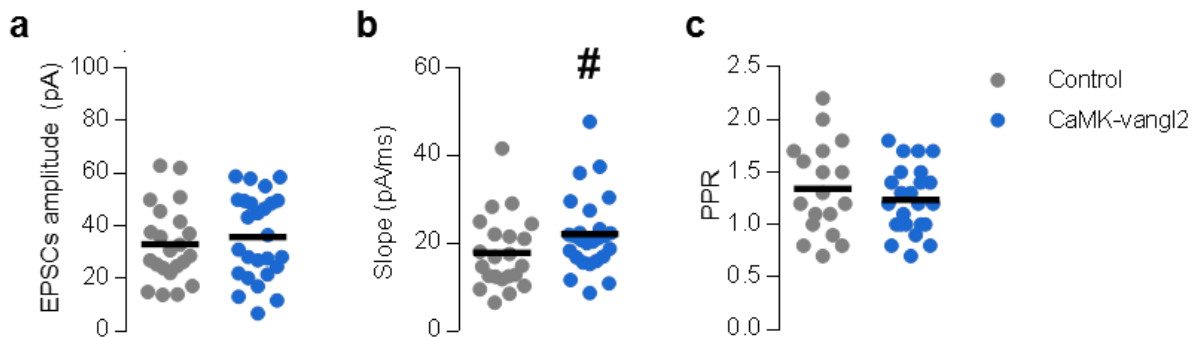 a
EPSCs amplitude (pA)
100
80
60
40
20
0
b
#
Slope (pA/ms)
60
40
20
0
c
PPR
2.5
2.0
1.5
1.0
0.5
0.0
Control
CaMK-vangl2